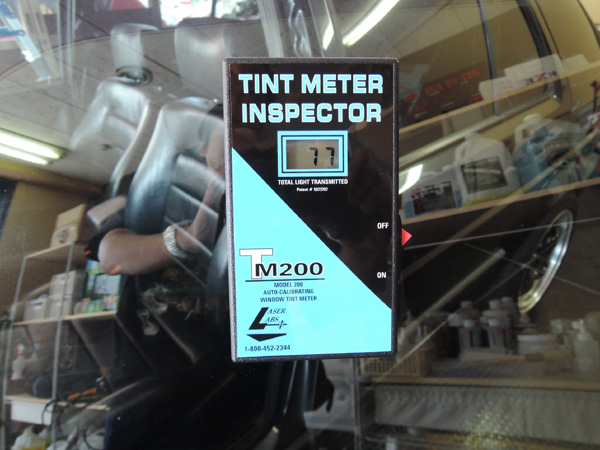 TINT METER
INSPECTOR
77
TOTAL LIGHT TRANSMITTED
OFF
TM200
MODEL 200
ON
AUTO-CALIBRATING
WINDOW TINT METER
LASER
LABS
1-800-452-2344